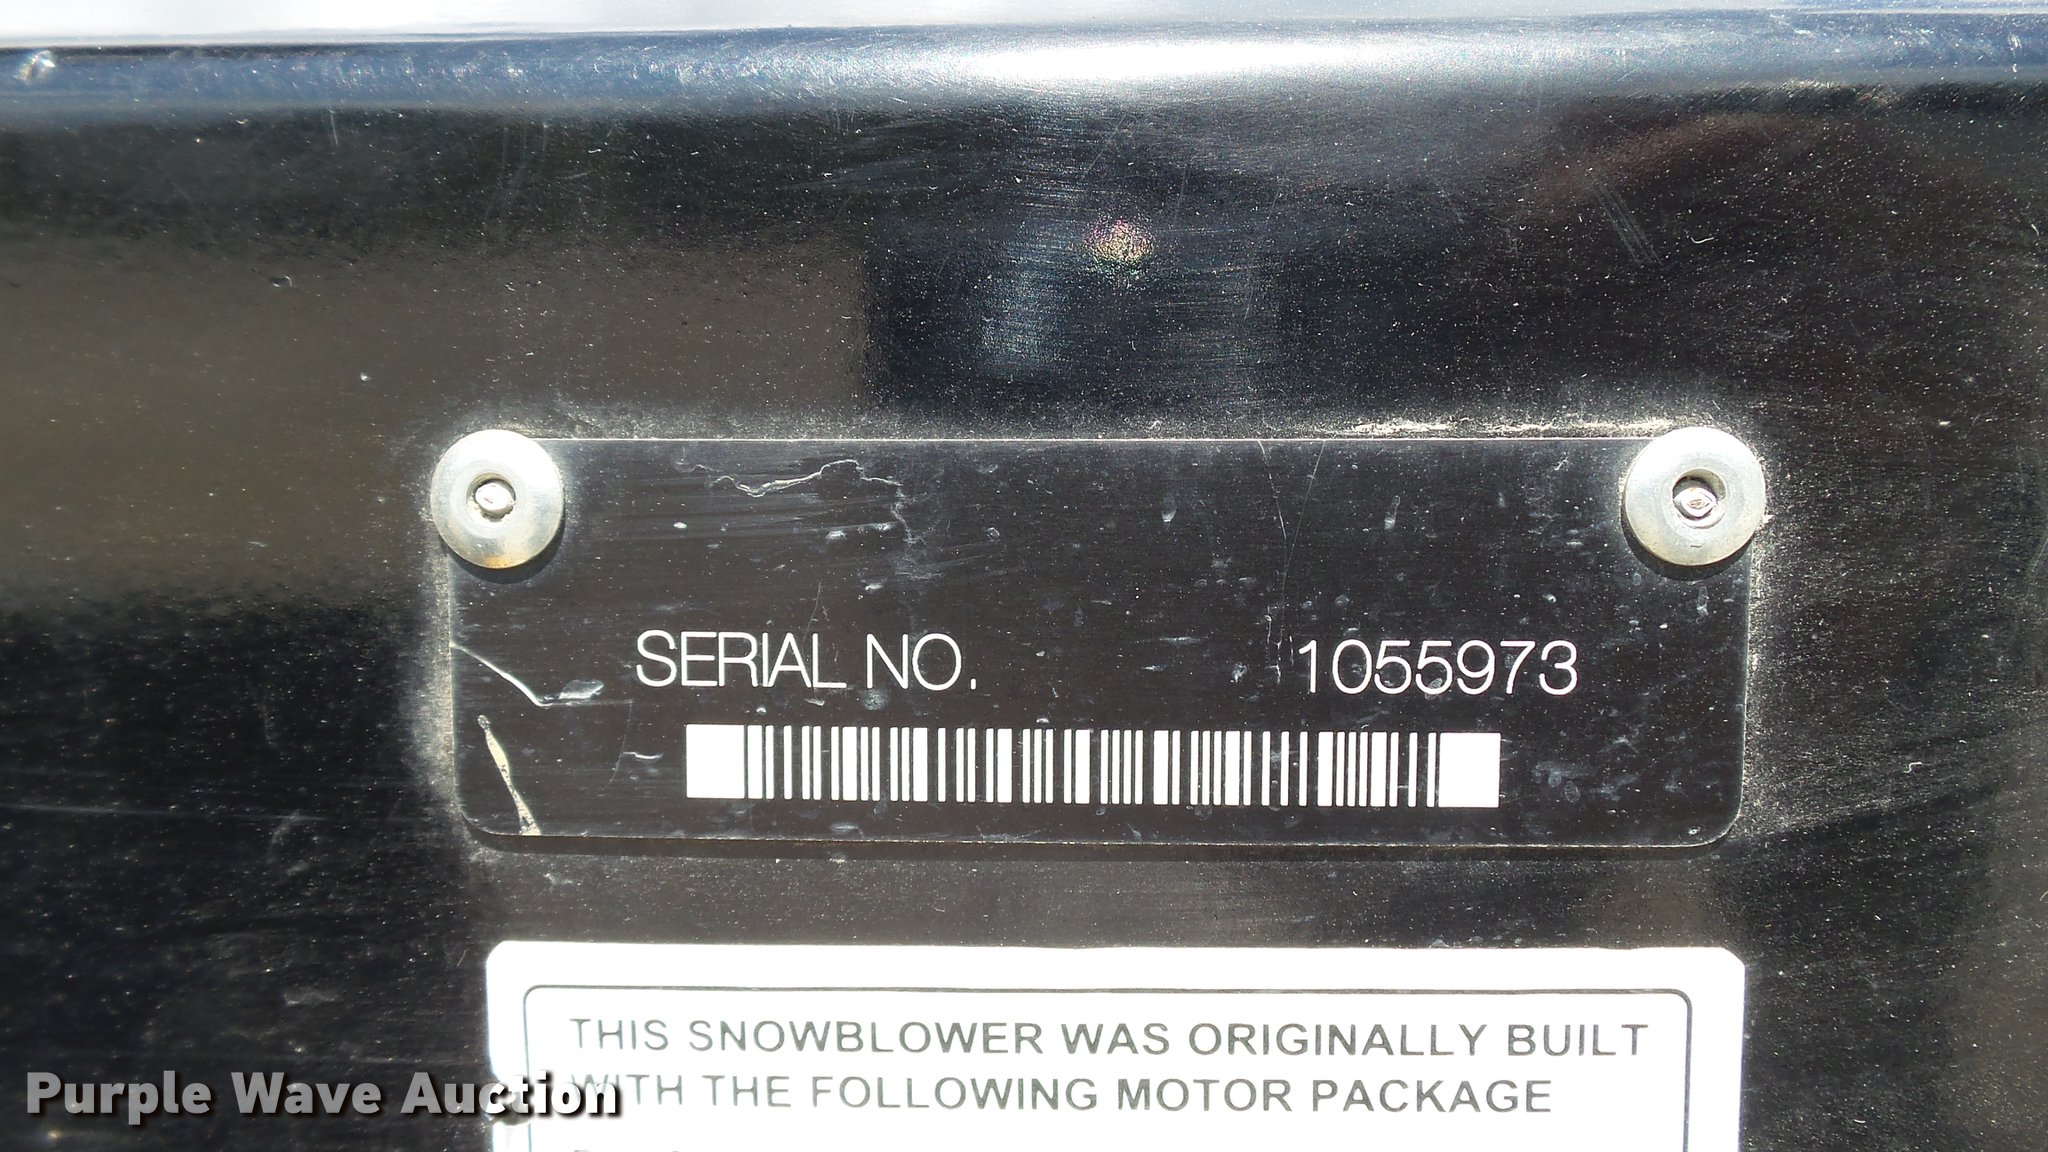 SERIAL NO. 1055973
THIS SNOWBLOWER WAS ORIGINALLY BUILT
WITH THE FOLLOWING MOTOR PACKAGE
Purple Wave Auction